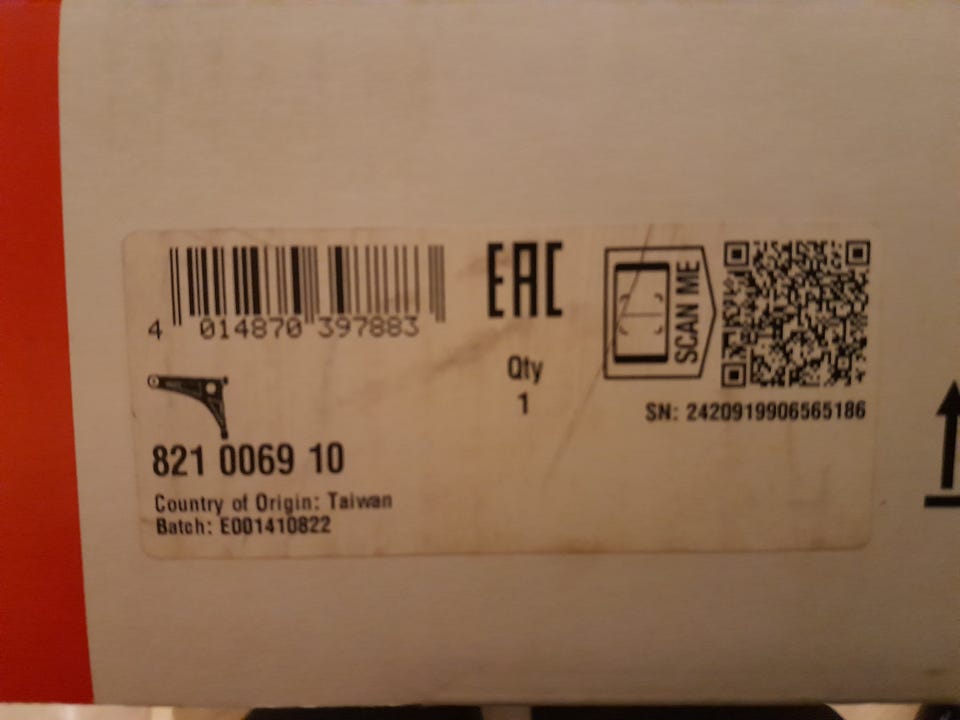 4 014870 397883
EAC
SCAN ME
Qty
1
SN: 2420919906565186
821 0069 10
Country of Origin: Taiwan
Batch: E001410822